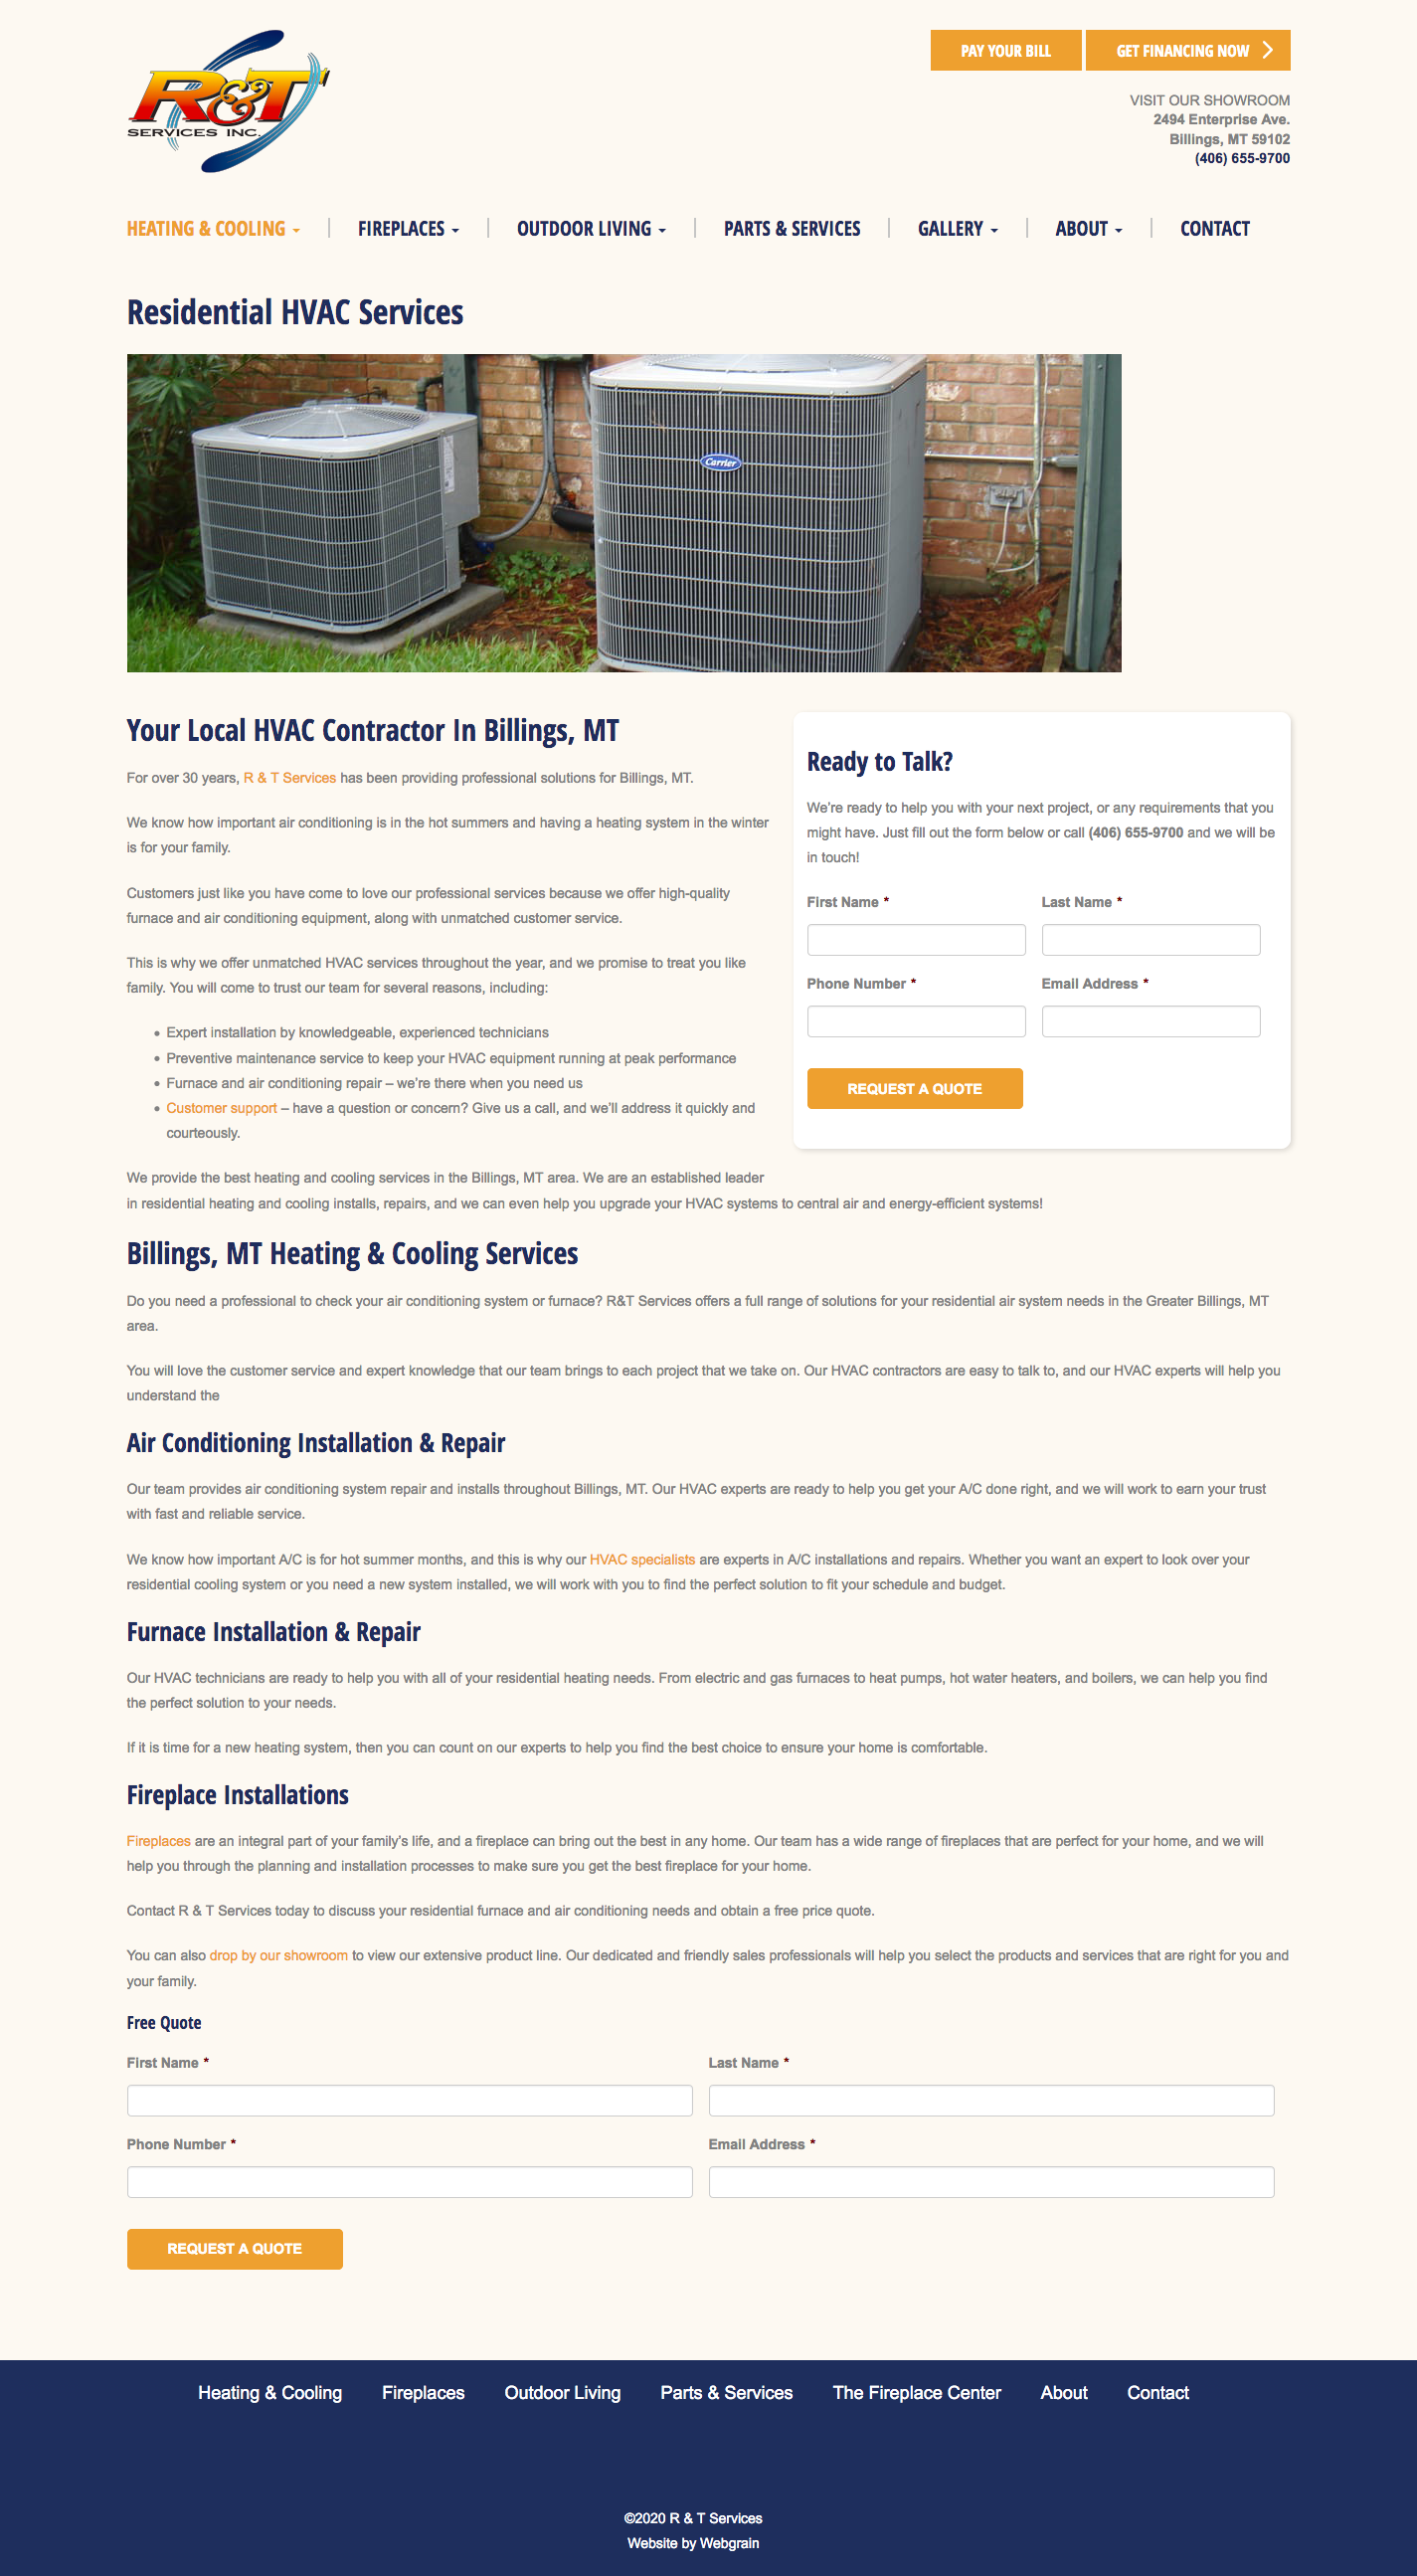 R&T
SERVICES INC.
PAY YOUR BILL
GET FINANCING NOW
VISIT OUR SHOWROOM
2494 Enterprise Ave.
Billings, MT 59102
(406) 655-9700
HEATING & COOLING
FIREPLACES
OUTDOOR LIVING
PARTS & SERVICES
GALLERY
ABOUT
CONTACT
Residential HVAC Services
Carrier
Your Local HVAC Contractor In Billings, MT
For over 30 years, R & T Services has been providing professional solutions for Billings, MT.
We know how important air conditioning is in the hot summers and having a heating system in the winter
is for your family.
Customers just like you have come to love our professional services because we offer high-quality
furnace and air conditioning equipment, along with unmatched customer service.
This is why we offer unmatched HVAC services throughout the year, and we promise to treat you like
family. You will come to trust our team for several reasons, including:
• Expert installation by knowledgeable, experienced technicians
• Preventive maintenance service to keep your HVAC equipment running at peak performance
• Furnace and air conditioning repair – we're there when you need us
• Customer support – have a question or concern? Give us a call, and we'll address it quickly and
courteously.
We provide the best heating and cooling services in the Billings, MT area. We are an established leader
in residential heating and cooling installs, repairs, and we can even help you upgrade your HVAC systems to central air and energy-efficient systems!
Ready to Talk?
We're ready to help you with your next project, or any requirements that you
might have. Just fill out the form below or call (406) 655-9700 and we will be
in touch!
First Name *
Last Name *
Phone Number *
Email Address *
REQUEST A QUOTE
Billings, MT Heating & Cooling Services
Do you need a professional to check your air conditioning system or furnace? R&T Services offers a full range of solutions for your residential air system needs in the Greater Billings, MT
area.
You will love the customer service and expert knowledge that our team brings to each project that we take on. Our HVAC contractors are easy to talk to, and our HVAC experts will help you
understand the
Air Conditioning Installation & Repair
Our team provides air conditioning system repair and installs throughout Billings, MT. Our HVAC experts are ready to help you get your A/C done right, and we will work to earn your trust
with fast and reliable service.
We know how important A/C is for hot summer months, and this is why our HVAC specialists are experts in A/C installations and repairs. Whether you want an expert to look over your
residential cooling system or you need a new system installed, we will work with you to find the perfect solution to fit your schedule and budget.
Furnace Installation & Repair
Our HVAC technicians are ready to help you with all of your residential heating needs. From electric and gas furnaces to heat pumps, hot water heaters, and boilers, we can help you find
the perfect solution to your needs.
If it is time for a new heating system, then you can count on our experts to help you find the best choice to ensure your home is comfortable.
Fireplace Installations
Fireplaces are an integral part of your family's life, and a fireplace can bring out the best in any home. Our team has a wide range of fireplaces that are perfect for your home, and we will
help you through the planning and installation processes to make sure you get the best fireplace for your home.
Contact R & T Services today to discuss your residential furnace and air conditioning needs and obtain a free price quote.
You can also drop by our showroom to view our extensive product line. Our dedicated and friendly sales professionals will help you select the products and services that are right for you and
your family.
Free Quote
First Name *
Last Name *
Phone Number *
Email Address *
REQUEST A QUOTE
Heating & Cooling
Fireplaces
Outdoor Living
Parts & Services
The Fireplace Center
About
Contact
©2020 R & T Services
Website by Webgrain